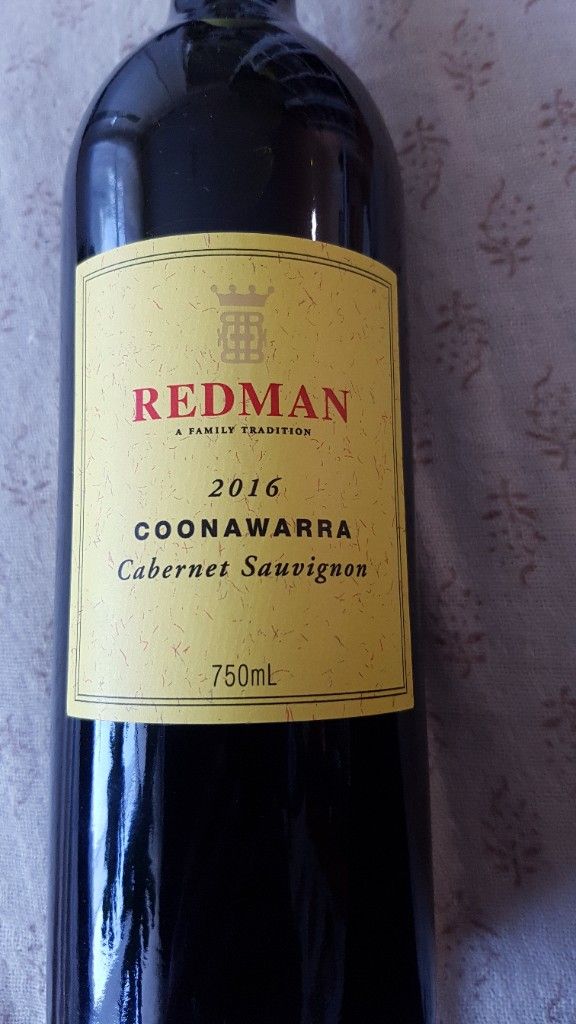 REDMAN
A FAMILY TRADITION
2016
COONAWARRA
Cabernet Sauvignon
750mL